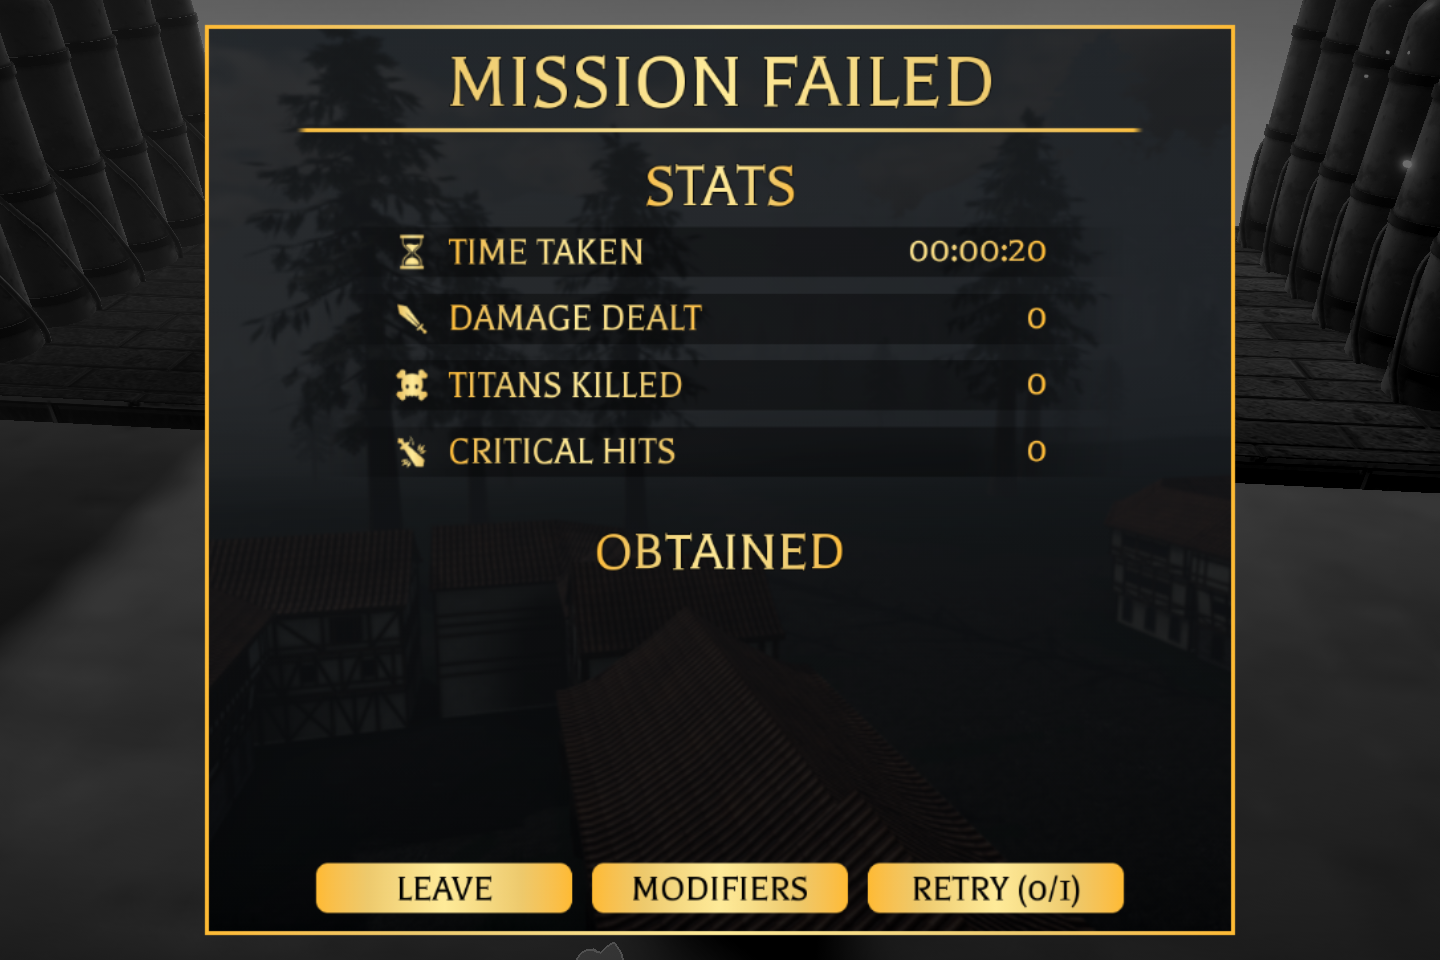 MISSION FAILED
STATS
TIME TAKEN 00:00:20
DAMAGE DEALT 0
TITANS KILLED 0
CRITICAL HITS 0
OBTAINED
LEAVE MODIFIERS RETRY (0/1)